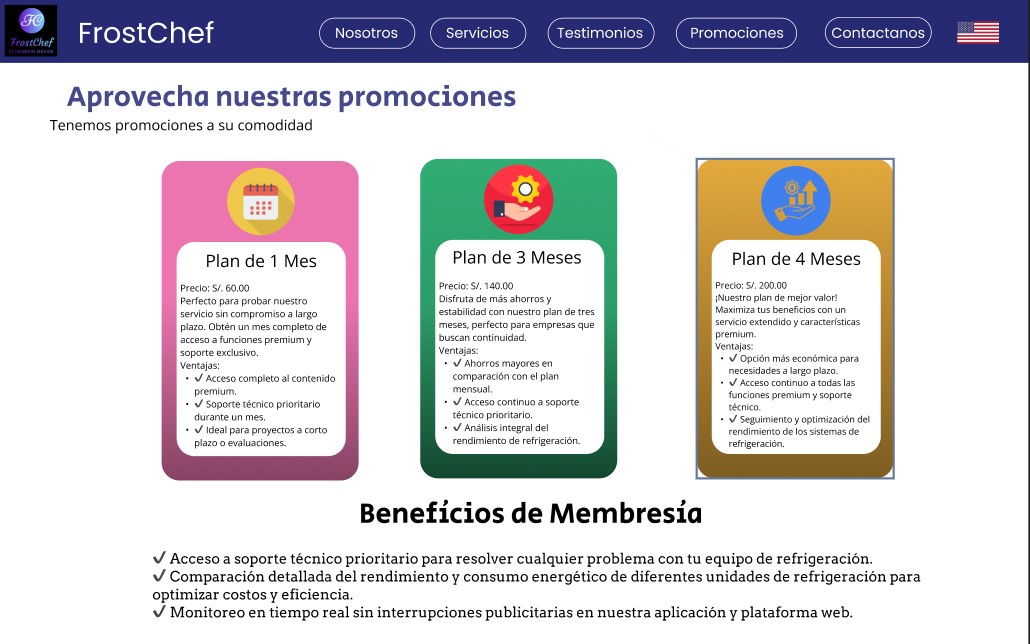 FrostChef
FrostChef
Nosotros
Servicios
Testimonios
Promociones
Contactanos
Aprovecha nuestras promociones
Tenemos promociones a su comodidad
Plan de 1 Mes
Precio: S/. 60.00
Perfecto para probar nuestro
servicio sin compromiso a largo
plazo. Obtén un mes completo de
acceso a funciones premium y
soporte exclusivo.
Ventajas:
• ✓ Acceso completo al contenido
premium.
• ✓ Soporte técnico prioritario
durante un mes.
• ✓ Ideal para proyectos a corto
plazo o evaluaciones.
Plan de 3 Meses
Precio: S/. 140.00
Disfruta de más ahorros y
estabilidad con nuestro plan de tres
meses, perfecto para empresas que
buscan continuidad.
Ventajas:
• ✓ Ahorros mayores en
comparación con el plan
mensual.
• ✓ Acceso continuo a soporte
técnico prioritario.
• ✓ Análisis integral del
rendimiento de refrigeración.
Plan de 4 Meses
Precio: S/. 200.00
¡Nuestro plan de mejor valor!
Maximiza tus beneficios con un
servicio extendido y características
premium.
Ventajas:
• ✓ Opción más económica para
necesidades a largo plazo.
• ✓ Acceso continuo a todas las
funciones premium y soporte
técnico.
• ✓ Seguimiento y optimización del
rendimiento de los sistemas de
refrigeración.
Benefícios de Membresía
✓ Acceso a soporte técnico prioritario para resolver cualquier problema con tu equipo de refrigeración.
✓ Comparación detallada del rendimiento y consumo energético de diferentes unidades de refrigeración para
optimizar costos y eficiencia.
✓ Monitoreo en tiempo real sin interrupciones publicitarias en nuestra aplicación y plataforma web.